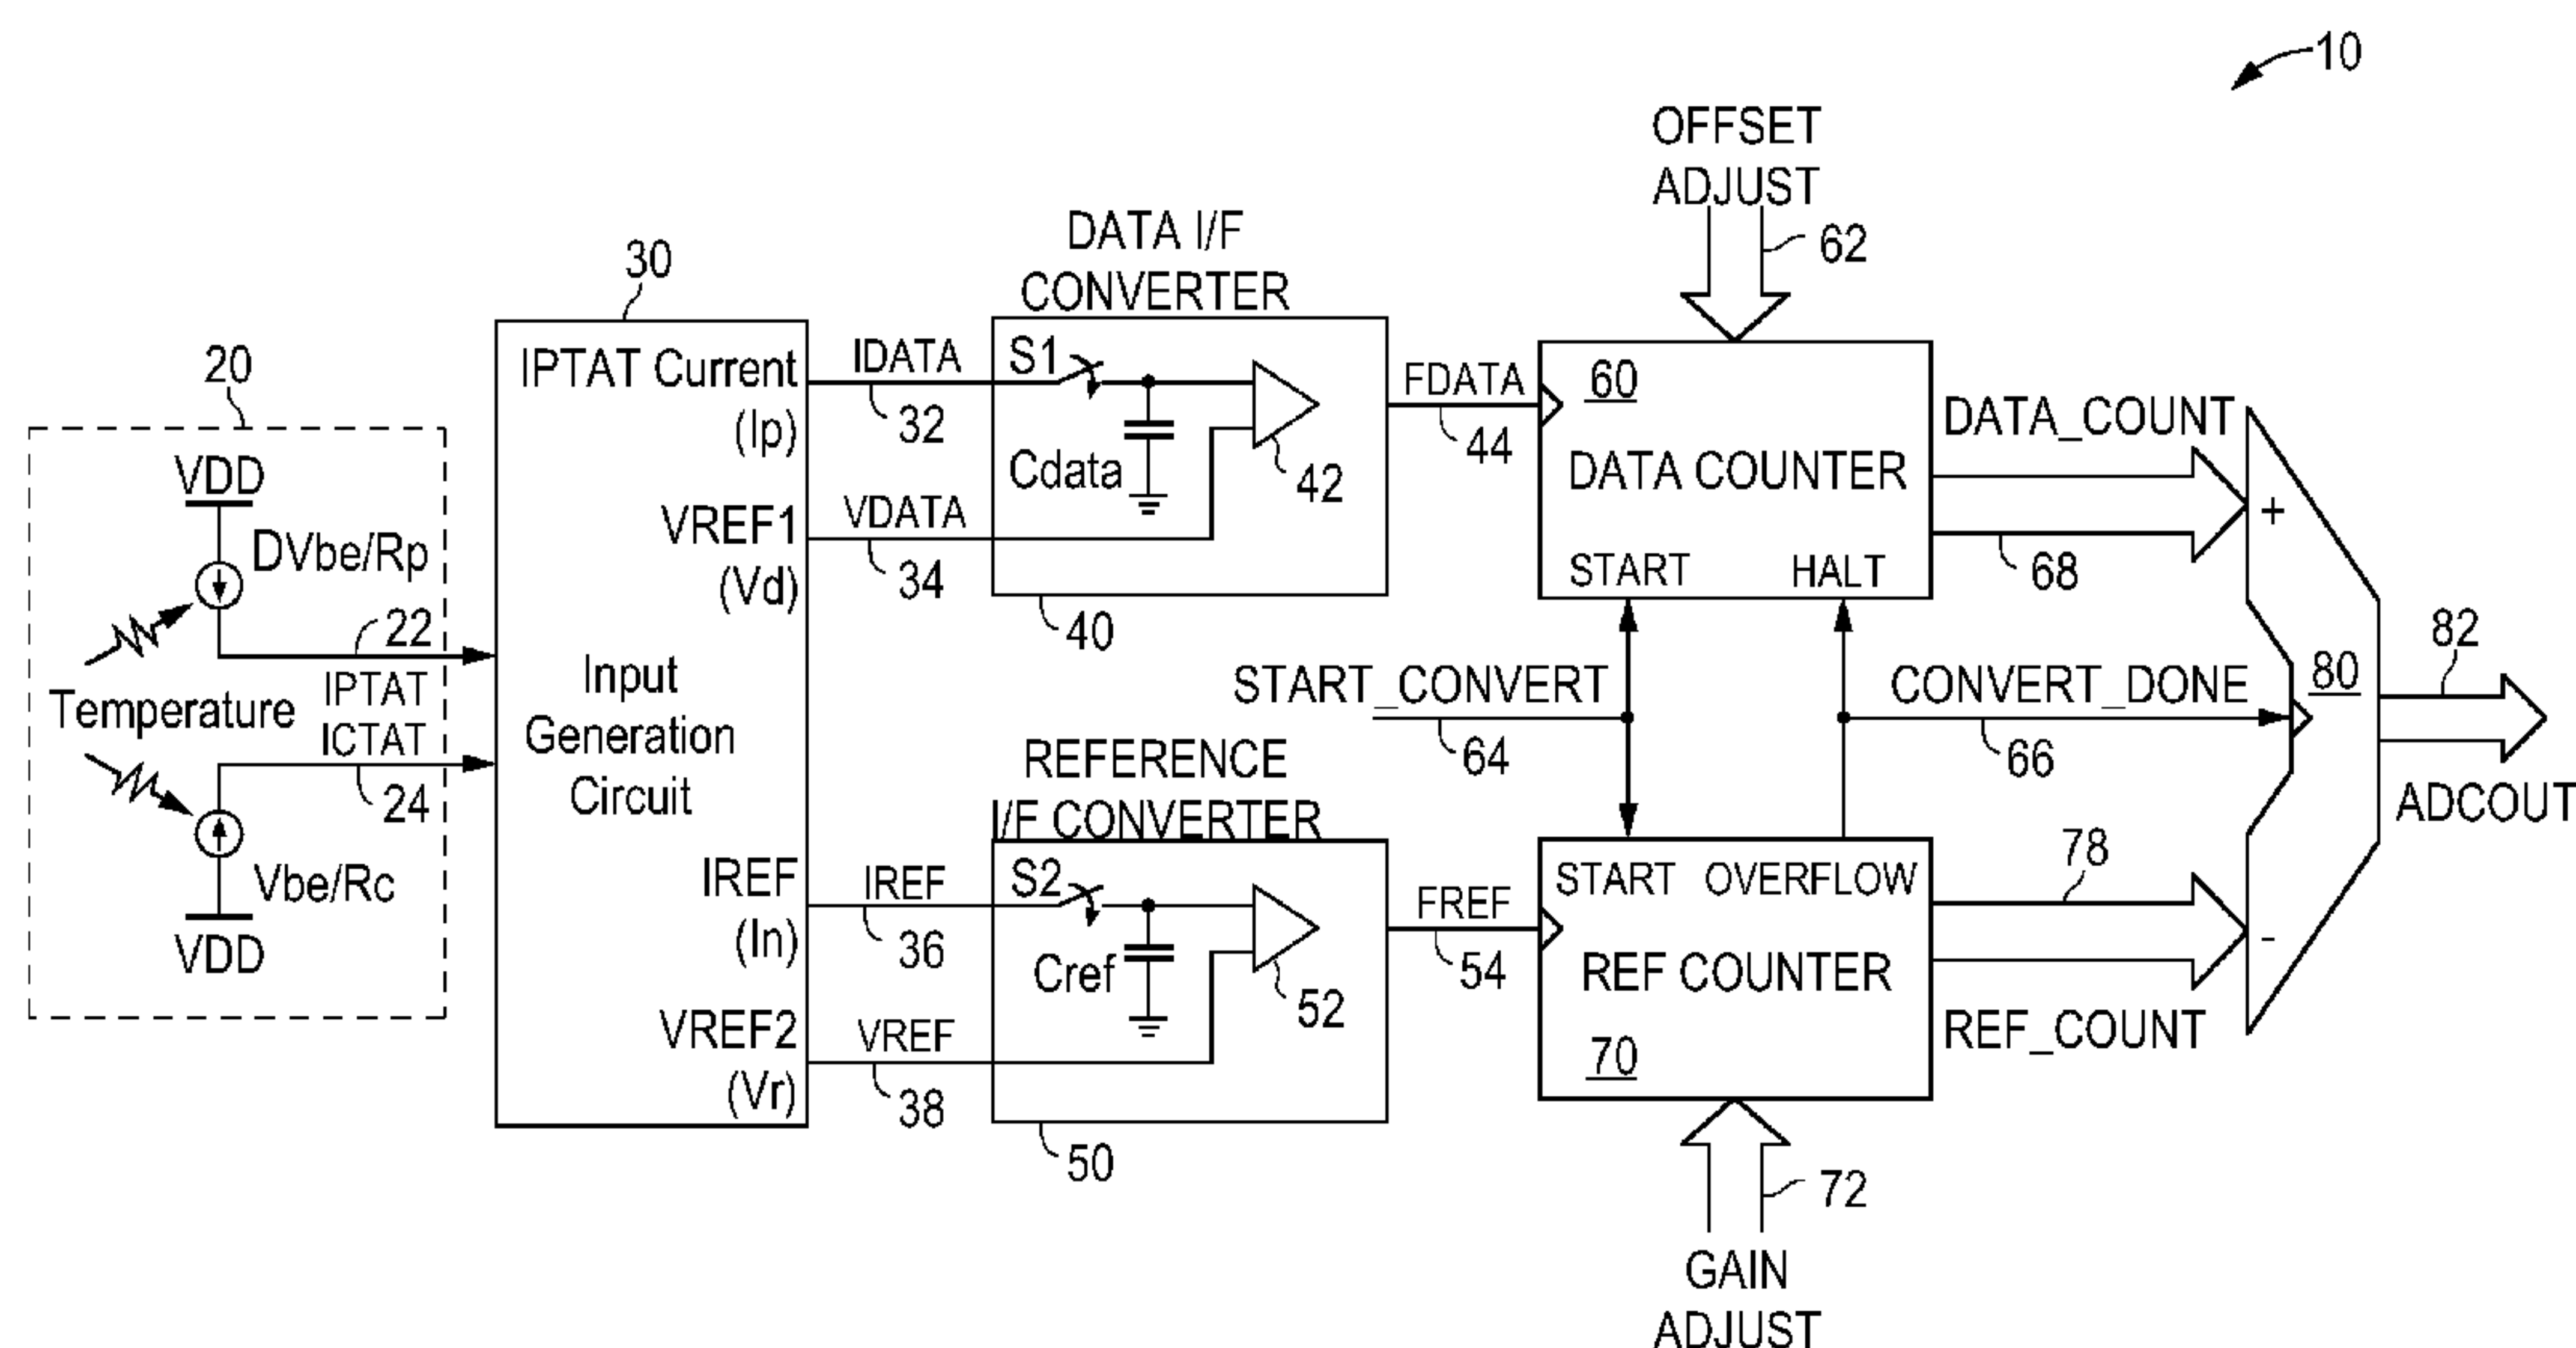 10
OFFSET
ADJUST
62
DATA I/F
CONVERTER
30
20
VDD
DVbe/Rp
22
IPTAT
Temperature
ICTAT
24
Vbe/Rc
VDD
IPTAT Current
(Ip)
VREF1
(Vd)
Input
Generation
Circuit
IREF
(In)
VREF2
(Vr)
IDATA
32
VDATA
34
IREF
36
VREF
38
S1
Cdata
42
40
REFERENCE
I/F CONVERTER
S2
Cref
52
50
FDATA
44
FREF
54
60
DATA COUNTER
START HALT
START_CONVERT
64
CONVERT_DONE
66
START OVERFLOW
REF COUNTER
70
72
GAIN
ADJUST
DATA_COUNT
68
78
REF_COUNT
+
80
-
82
ADCOUT